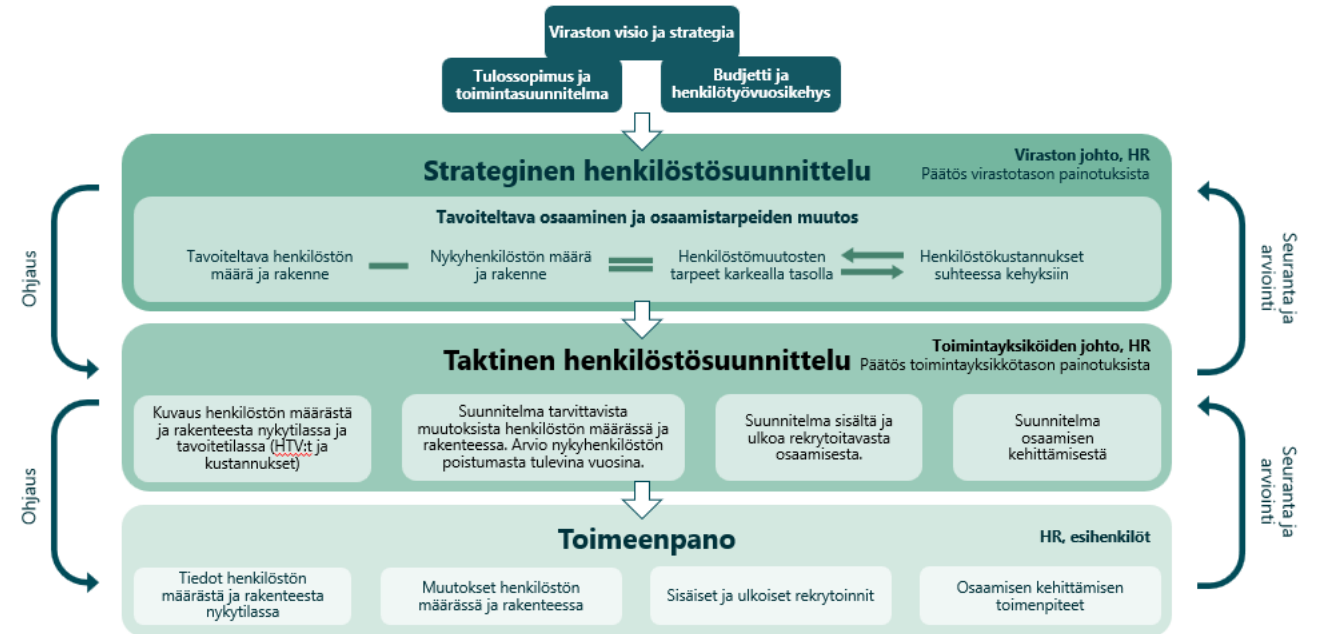 Viraston visio ja strategia
Tulossopimus ja
toimintasuunnitelma
Budjetti ja
henkilötyövuosikehys
Strateginen henkilöstösuunnittelu
Viraston johto, HR
Päätös virastotason painotuksista
Tavoiteltava osaaminen ja osaamistarpeiden muutos
Tavoiteltava henkilöstön
määrä ja rakenne
Nykyhenkilöstön määrä
ja rakenne
Henkilöstömuutosten
tarpeet karkealla tasolla
Henkilöstökustannukset
suhteessa kehyksiin
Ohjaus
Seuranta ja
arviointi
Taktinen henkilöstösuunnittelu
Toimintayksiköiden johto, HR
Päätös toimintayksikkötason painotuksista
Kuvaus henkilöstön määrästä
ja rakenteesta nykytilassa ja
tavoitetilassa (HTV:t ja
kustannukset)
Suunnitelma tarvittavista
muutoksista henkilöstön määrässä ja
rakenteessa. Arvio nykyhenkilöstön
poistumasta tulevina vuosina.
Suunnitelma sisältä ja
ulkoa rekrytoitavasta
osaamisesta.
Suunnitelma
osaamisen
kehittämisestä
Ohjaus
Seuranta ja
arviointi
Toimeenpano
HR, esihenkilöt
Tiedot henkilöstön
määrästä ja rakenteesta
nykytilassa
Muutokset henkilöstön
määrässä ja rakenteessa
Sisäiset ja ulkoiset rekrytoinnit
Osaamisen kehittämisen
toimenpiteet